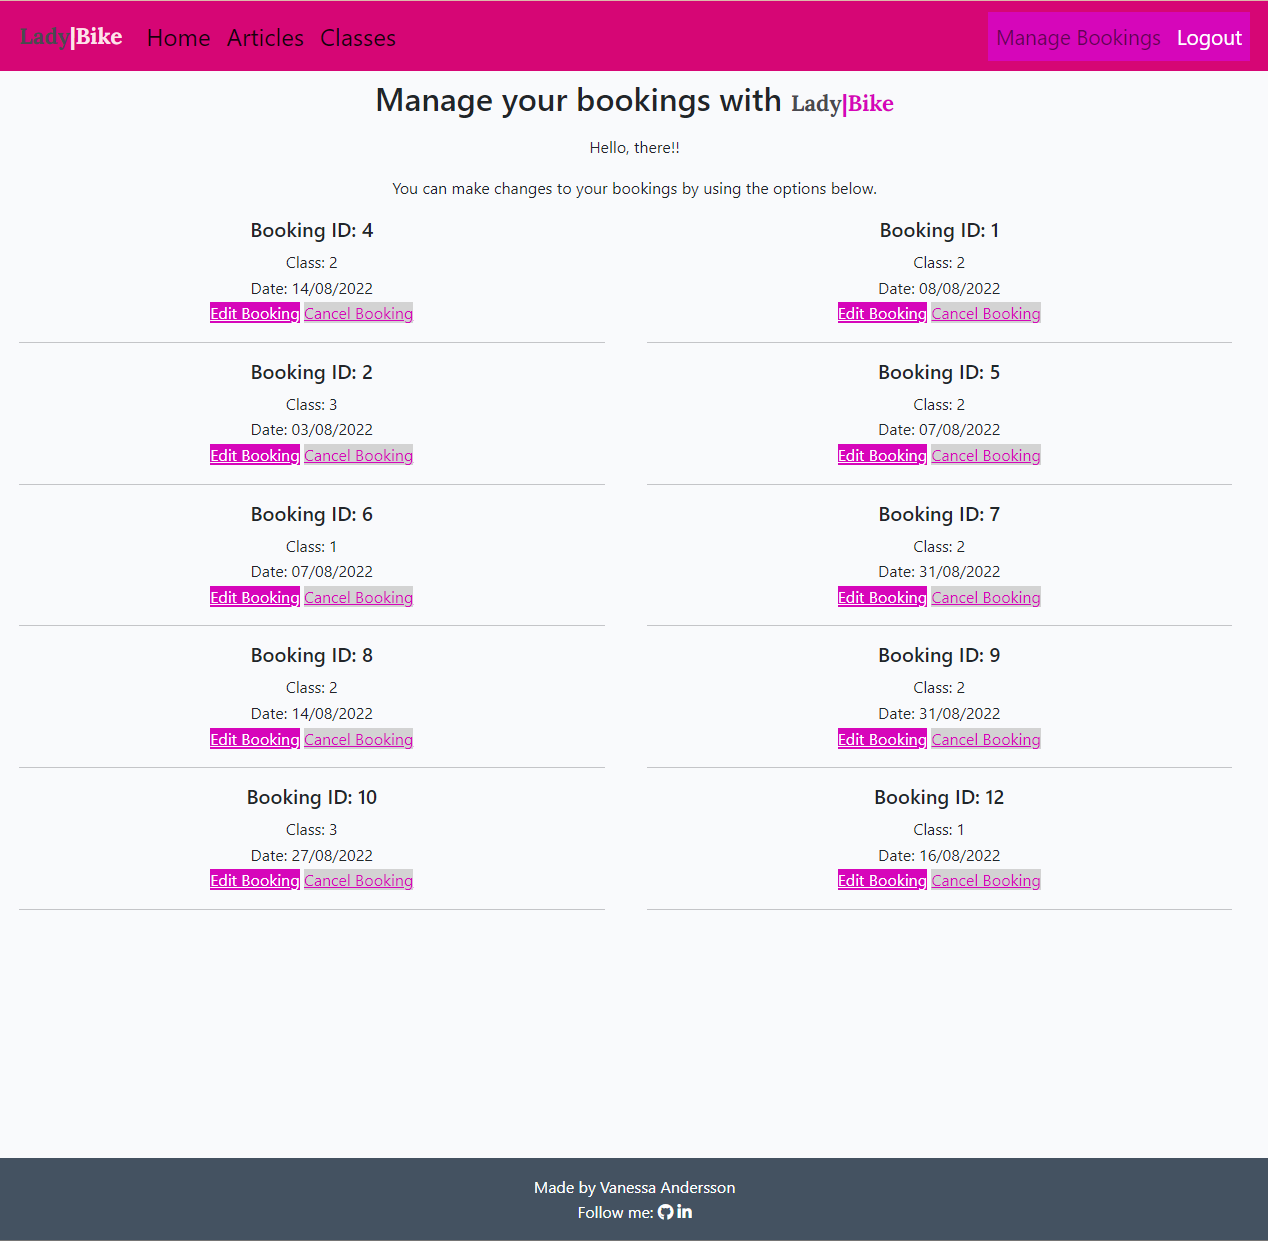 Lady|Bike Home Articles Classes Manage Bookings Logout
Manage your bookings with Lady|Bike
Hello, there!!
You can make changes to your bookings by using the options below.
Booking ID: 4
Class: 2
Date: 14/08/2022
Edit Booking Cancel Booking
Booking ID: 1
Class: 2
Date: 08/08/2022
Edit Booking Cancel Booking
Booking ID: 2
Class: 3
Date: 03/08/2022
Edit Booking Cancel Booking
Booking ID: 5
Class: 2
Date: 07/08/2022
Edit Booking Cancel Booking
Booking ID: 6
Class: 1
Date: 07/08/2022
Edit Booking Cancel Booking
Booking ID: 7
Class: 2
Date: 31/08/2022
Edit Booking Cancel Booking
Booking ID: 8
Class: 2
Date: 14/08/2022
Edit Booking Cancel Booking
Booking ID: 9
Class: 2
Date: 31/08/2022
Edit Booking Cancel Booking
Booking ID: 10
Class: 3
Date: 27/08/2022
Edit Booking Cancel Booking
Booking ID: 12
Class: 1
Date: 16/08/2022
Edit Booking Cancel Booking
Made by Vanessa Andersson
Follow me: